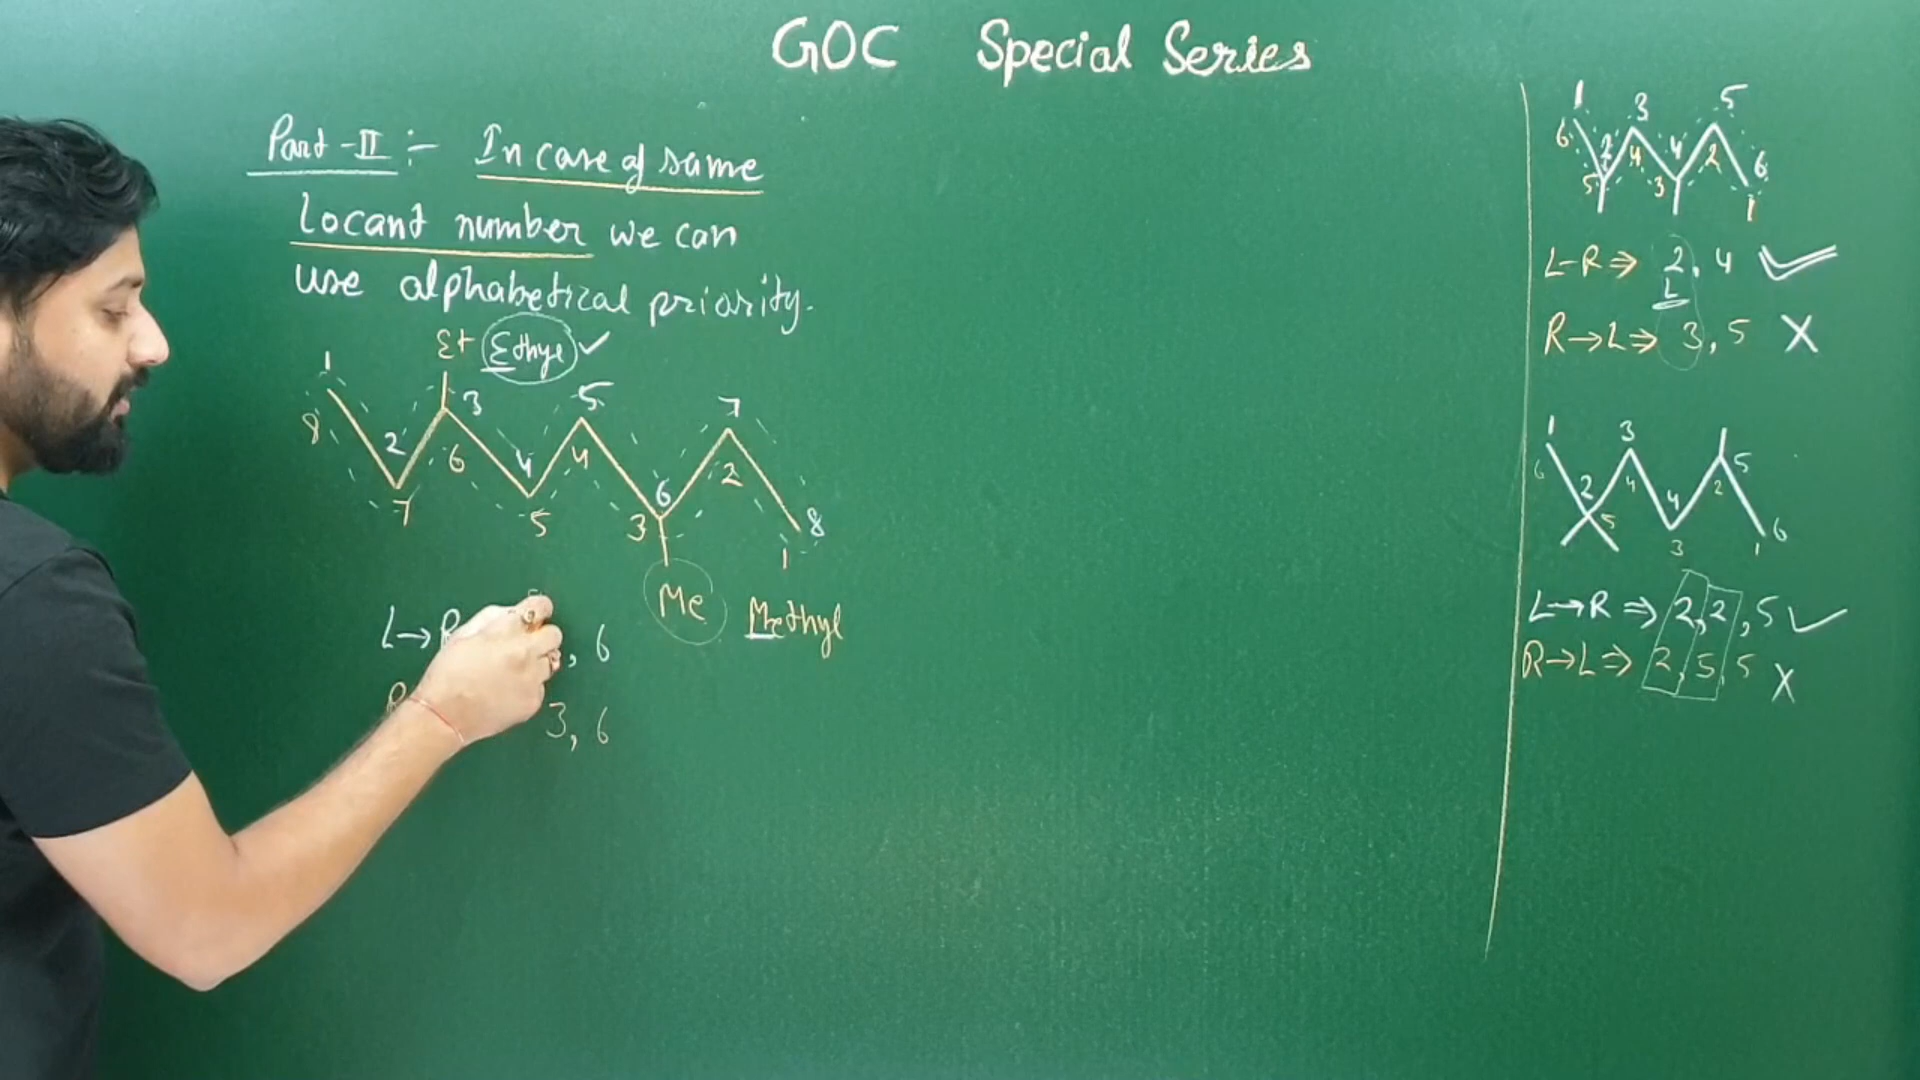 GOC Special Series
Part-II :- In case of same
locant number we can
use alphabetical priority.
Et Ethyl ✓
1 3 5 7
8 2 6 4 4 6 2 8
7 5 3 1
Me Methyl
L→R , 6
R 3, 6
1 3 5
6 2 4 4 2 6
5 3 1
L-R ⇒ 2, 4 ✓
L
R→L ⇒ 3, 5 X
1 3 5
6 2 4 4 2 6
5 3 1
L→R ⇒ 2,2,5 ✓
R→L ⇒ 2,5,5 X